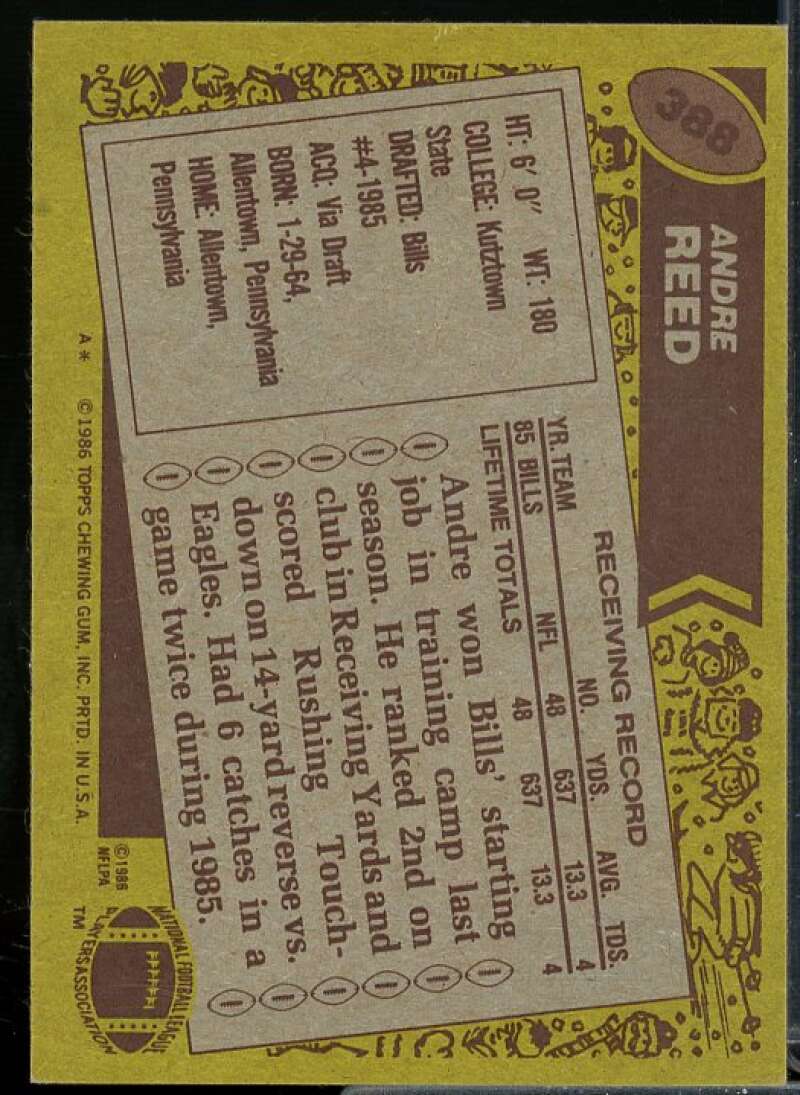 388
ANDRE
REED
HT: 6' 0" WT: 180
COLLEGE: Kutztown
State
DRAFTED: Bills
#4-1985
ACQ: Via Draft
BORN: 1-29-64,
Allentown, Pennsylvania
HOME: Allentown,
Pennsylvania
RECEIVING RECORD
YR. TEAM NO. YDS. AVG. TDS.
85 BILLS NFL 48 637 13.3 4
LIFETIME TOTALS 48 637 13.3 4
Andre won Bills' starting
job in training camp last
season. He ranked 2nd on
club in Receiving Yards and
scored Rushing Touch-
down on 14-yard reverse vs.
Eagles. Had 6 catches in a
game twice during 1985.
A* ©1986 TOPPS CHEWING GUM, INC. PRTD. IN U.S.A.
©1986
NFLPA
NATIONAL FOOTBALL LEAGUE
PLAYERS ASSOCIATION
TM